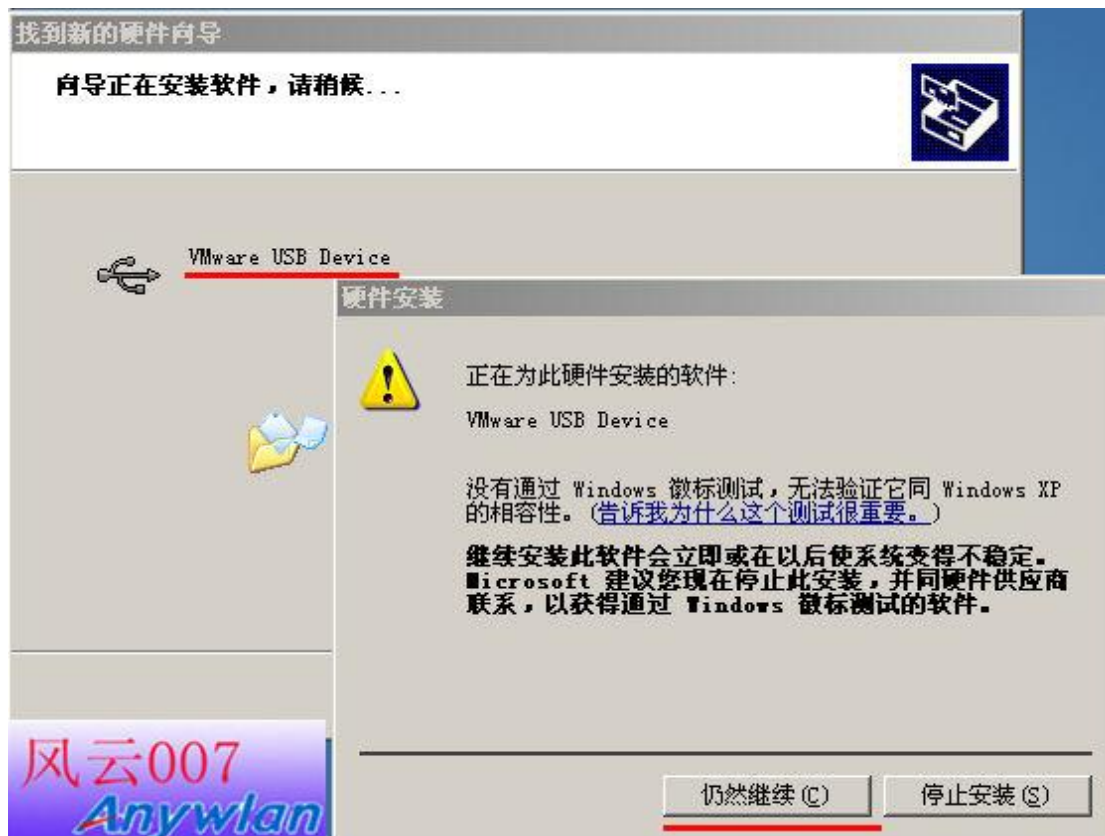 找到新的硬件向导
向导正在安装软件，请稍候...
VMware USB Device
硬件安装
正在为此硬件安装的软件:
VMware USB Device
没有通过 Windows 徽标测试，无法验证它同 Windows XP
的相容性。(告诉我为什么这个测试很重要。)
继续安装此软件会立即或在以后使系统变得不稳定。
Microsoft 建议您现在停止此安装，并同硬件供应商
联系，以获得通过 Windows 徽标测试的软件。
仍然继续(C)
停止安装(S)
风云007
Anywlan